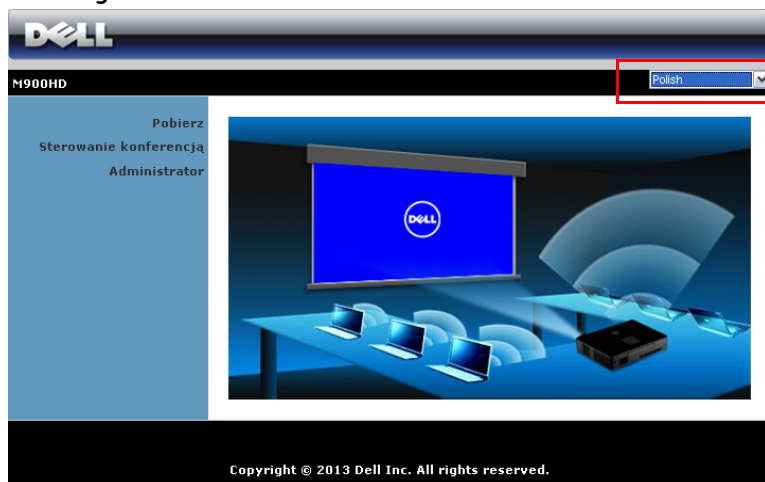 DELL
M900HD
Polish
Pobierz
Sterowanie konferencją
Administrator
DELL
Copyright © 2013 Dell Inc. All rights reserved.